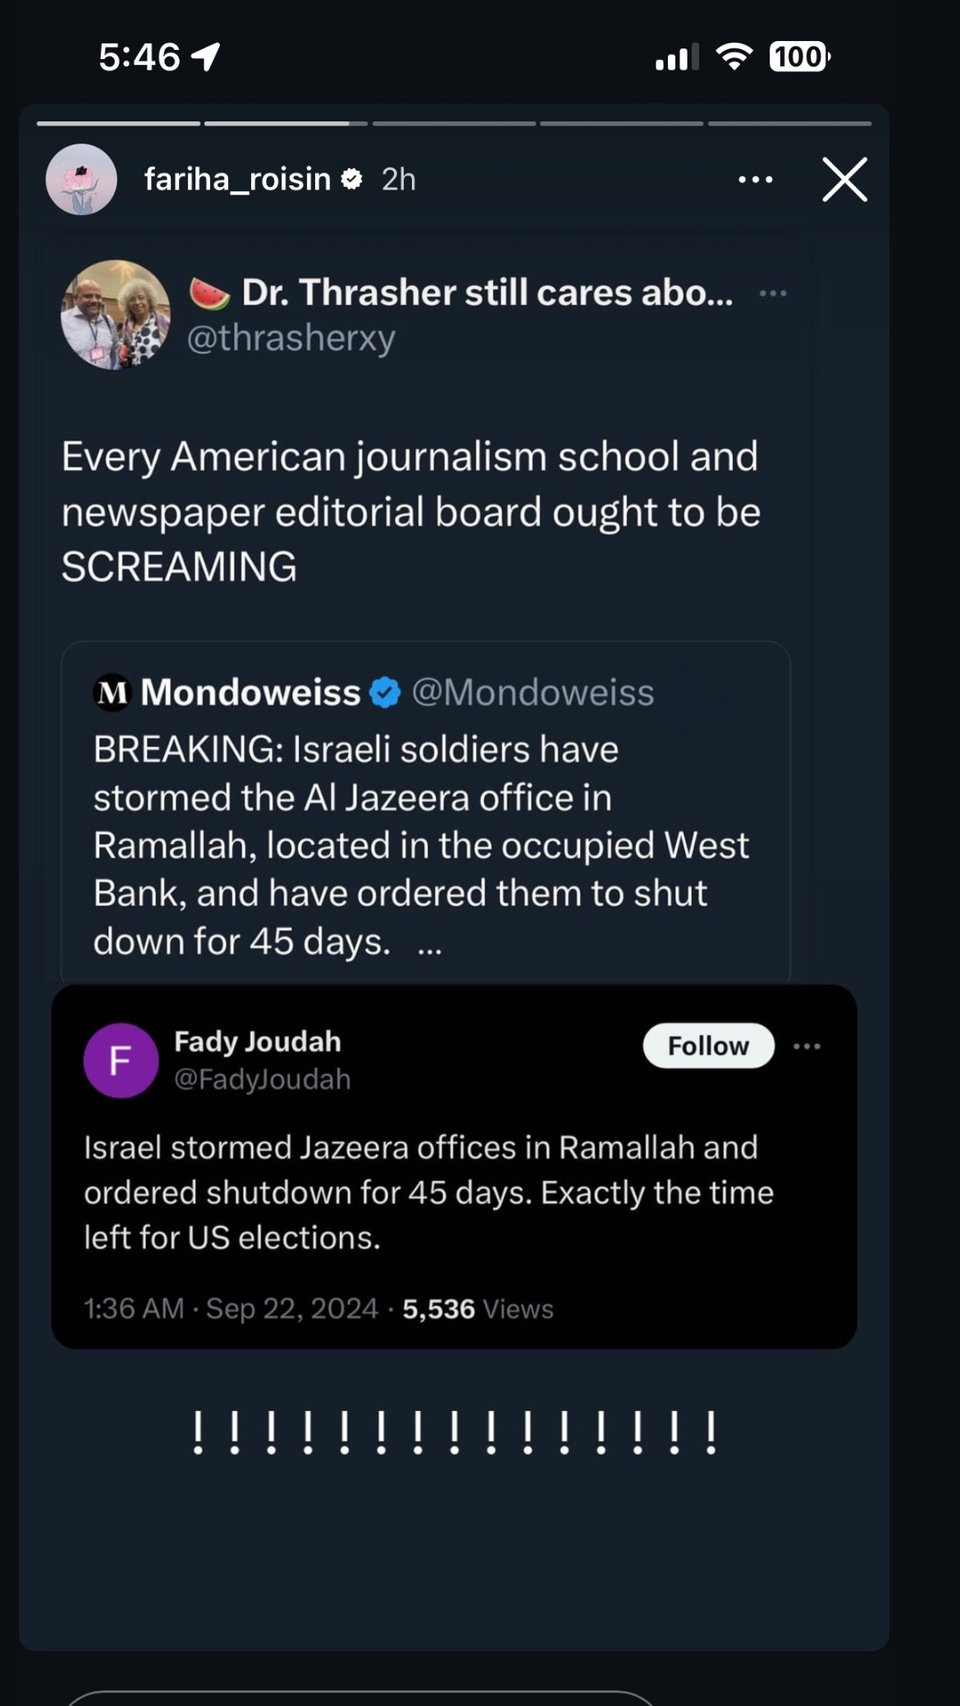 5:46
100
fariha_roisin 2h
🍉 Dr. Thrasher still cares abo...
@thrasherxy
Every American journalism school and
newspaper editorial board ought to be
SCREAMING
M Mondoweiss @Mondoweiss
BREAKING: Israeli soldiers have
stormed the Al Jazeera office in
Ramallah, located in the occupied West
Bank, and have ordered them to shut
down for 45 days. ...
F
Fady Joudah
Follow
@FadyJoudah
Israel stormed Jazeera offices in Ramallah and
ordered shutdown for 45 days. Exactly the time
left for US elections.
1:36 AM · Sep 22, 2024 · 5,536 Views
! ! ! ! ! ! ! ! ! ! ! ! ! ! !